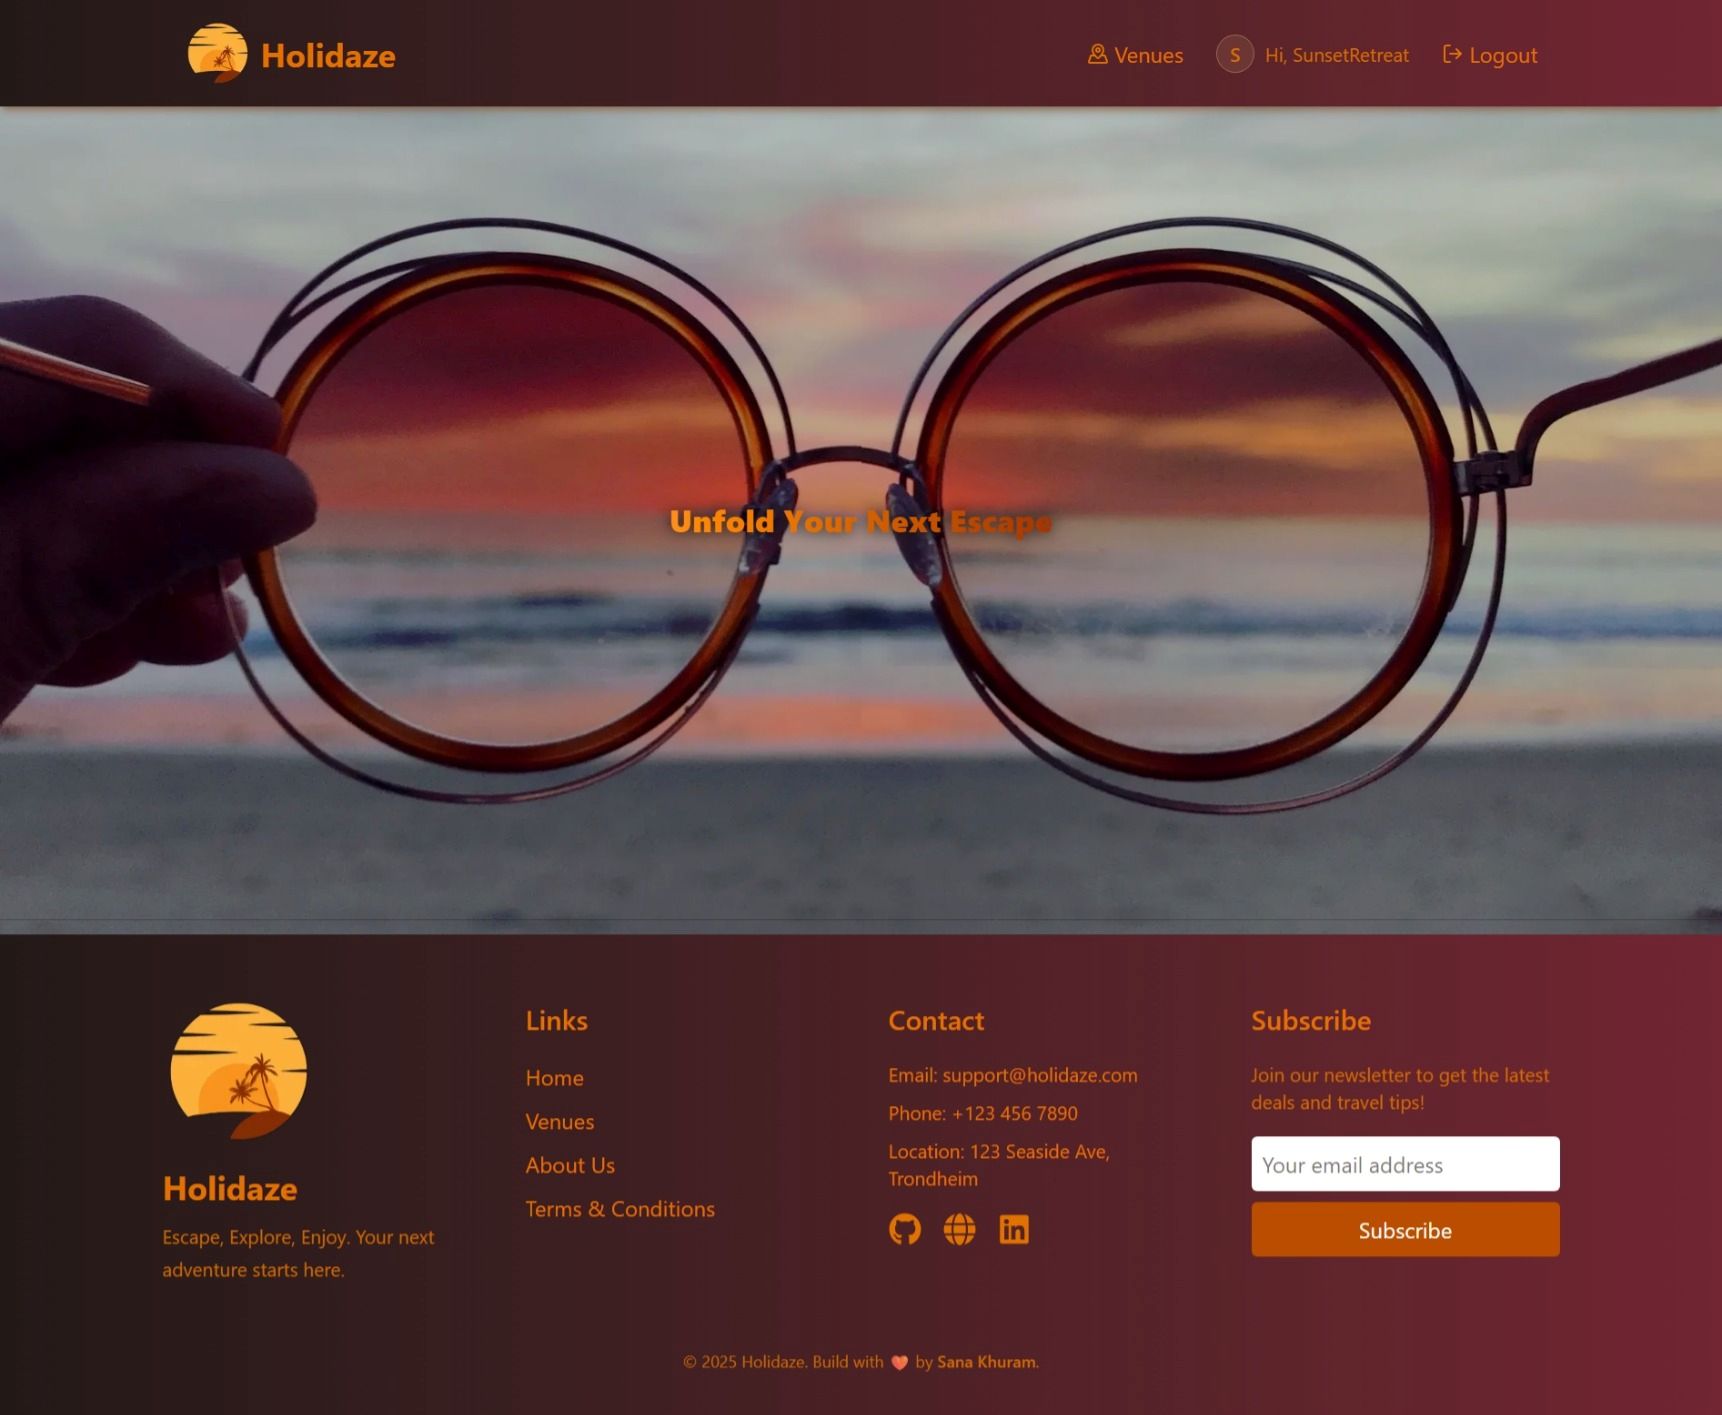 Holidaze
Venues
S
Hi, SunsetRetreat
Logout
Unfold Your Next Escape
Holidaze
Escape, Explore, Enjoy. Your next
adventure starts here.
Links
Home
Venues
About Us
Terms & Conditions
Contact
Email: support@holidaze.com
Phone: +123 456 7890
Location: 123 Seaside Ave,
Trondheim
in
Subscribe
Join our newsletter to get the latest
deals and travel tips!
Your email address
Subscribe
© 2025 Holidaze. Build with ❤️ by Sana Khuram.